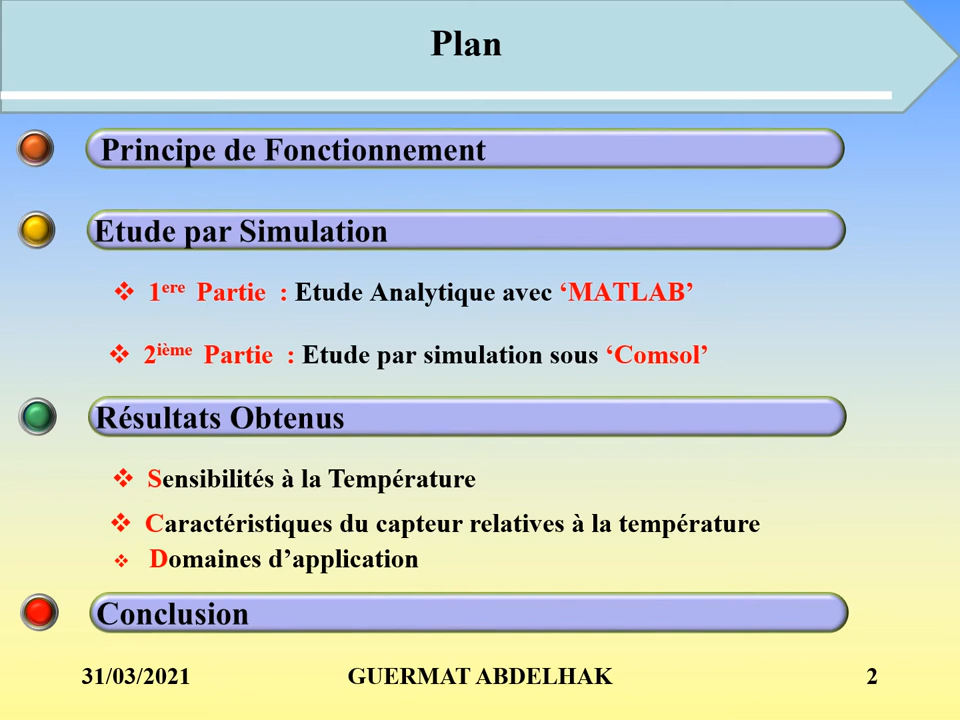 Plan
Principe de Fonctionnement
Etude par Simulation
❖ 1ere Partie : Etude Analytique avec ‘MATLAB’
❖ 2ième Partie : Etude par simulation sous ‘Comsol’
Résultats Obtenus
❖ Sensibilités à la Température
❖ Caractéristiques du capteur relatives à la température
❖ Domaines d’application
Conclusion
31/03/2021 GUERMAT ABDELHAK 2